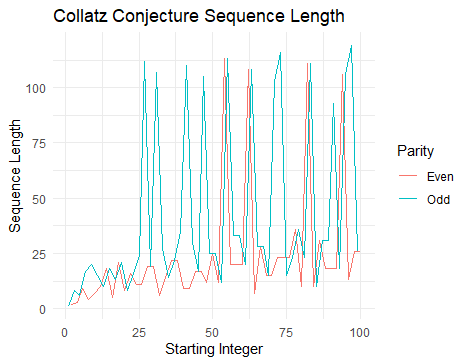 Collatz Conjecture Sequence Length
Sequence Length
100
75
50
25
0
0 25 50 75 100
Starting Integer
Parity
Even
Odd